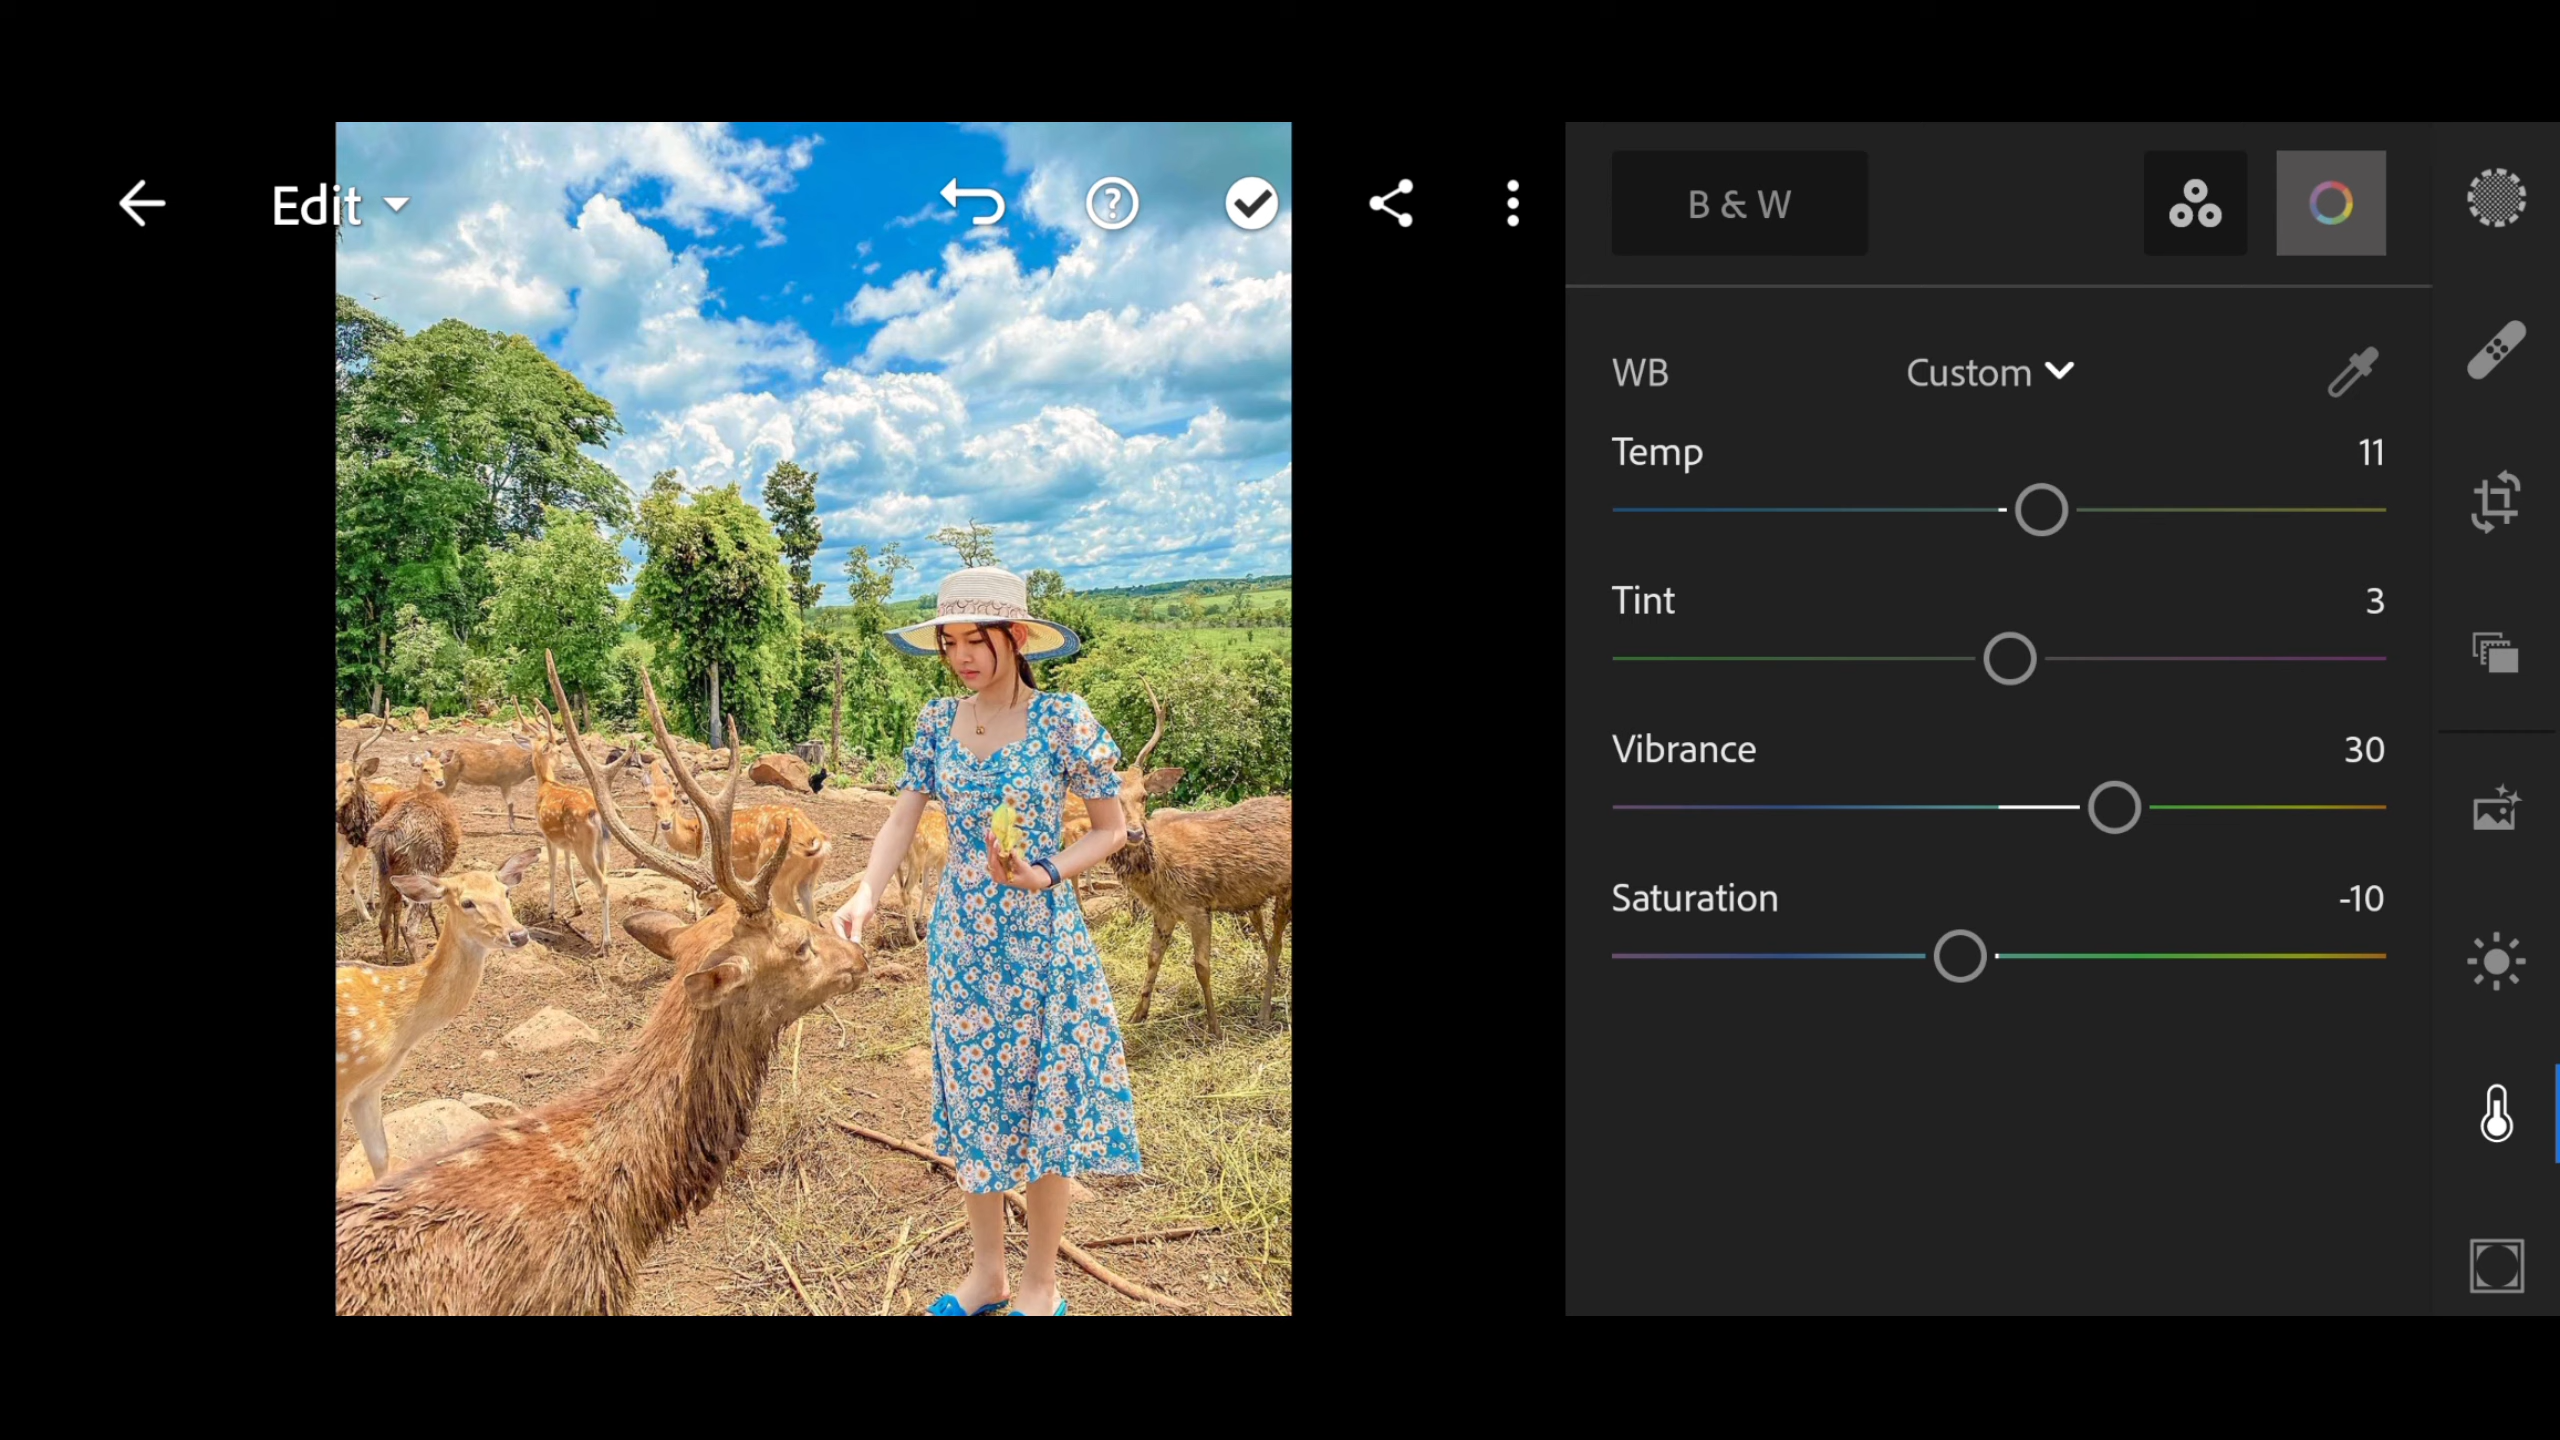 Edit
B & W
WB Custom
Temp 11
Tint 3
Vibrance 30
Saturation -10